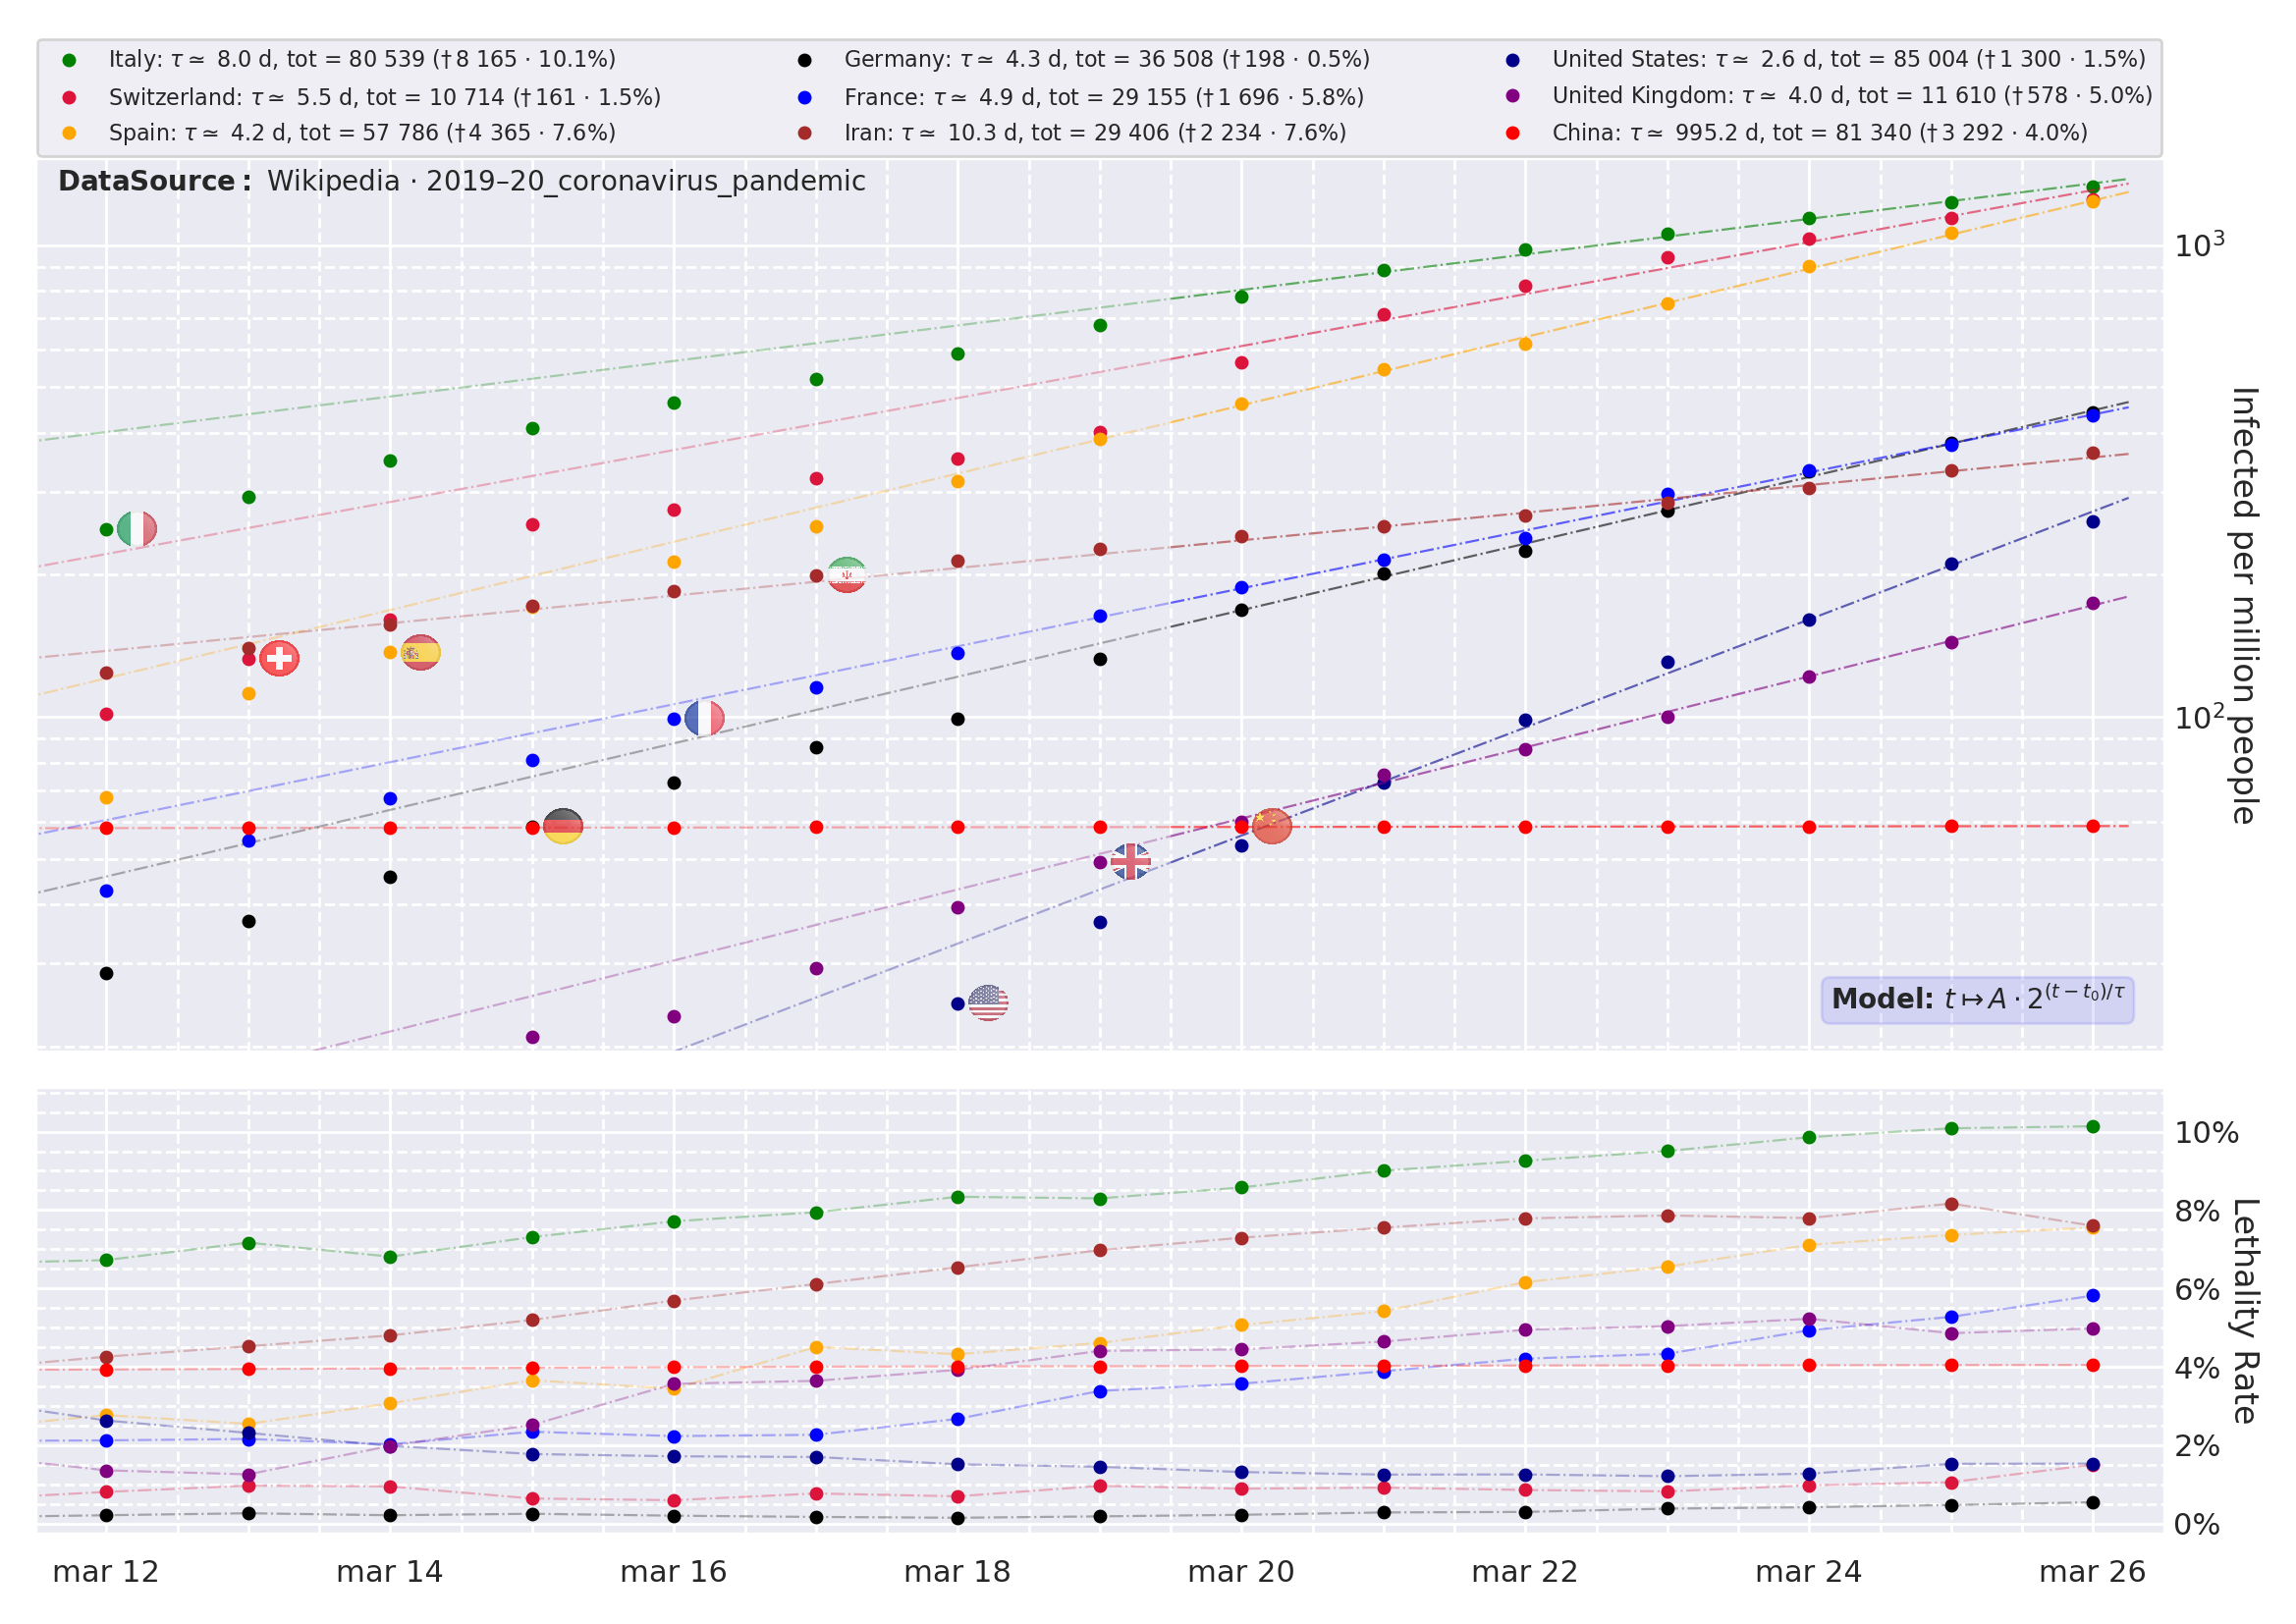 Italy: τ ≃ 8.0 d, tot = 80 539 (†8 165 · 10.1%)
Switzerland: τ ≃ 5.5 d, tot = 10 714 (†161 · 1.5%)
Spain: τ ≃ 4.2 d, tot = 57 786 (†4 365 · 7.6%)
Germany: τ ≃ 4.3 d, tot = 36 508 (†198 · 0.5%)
France: τ ≃ 4.9 d, tot = 29 155 (†1 696 · 5.8%)
Iran: τ ≃ 10.3 d, tot = 29 406 (†2 234 · 7.6%)
United States: τ ≃ 2.6 d, tot = 85 004 (†1 300 · 1.5%)
United Kingdom: τ ≃ 4.0 d, tot = 11 610 (†578 · 5.0%)
China: τ ≃ 995.2 d, tot = 81 340 (†3 292 · 4.0%)
DataSource: Wikipedia · 2019–20_coronavirus_pandemic
10³
10²
Infected per million people
Model: t ↦ A · 2^(t − t₀)/τ
10%
8%
6%
4%
2%
0%
Lethality Rate
mar 12 mar 14 mar 16 mar 18 mar 20 mar 22 mar 24 mar 26